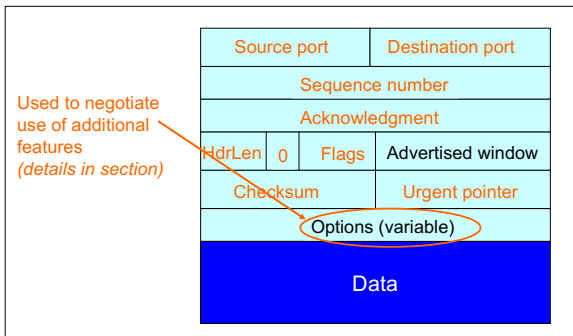 Source port Destination port
Sequence number
Used to negotiate
use of additional
features
(details in section)
Acknowledgment
HdrLen 0 Flags Advertised window
Checksum Urgent pointer
Options (variable)
Data